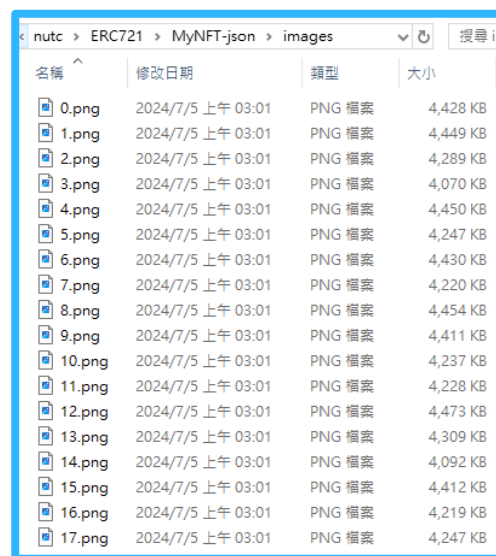 nutc > ERC721 > MyNFT-json > images 搜尋 i
名稱 修改日期 類型 大小
0.png 2024/7/5 上午 03:01 PNG 檔案 4,428 KB
1.png 2024/7/5 上午 03:01 PNG 檔案 4,449 KB
2.png 2024/7/5 上午 03:01 PNG 檔案 4,289 KB
3.png 2024/7/5 上午 03:01 PNG 檔案 4,070 KB
4.png 2024/7/5 上午 03:01 PNG 檔案 4,450 KB
5.png 2024/7/5 上午 03:01 PNG 檔案 4,247 KB
6.png 2024/7/5 上午 03:01 PNG 檔案 4,430 KB
7.png 2024/7/5 上午 03:01 PNG 檔案 4,220 KB
8.png 2024/7/5 上午 03:01 PNG 檔案 4,454 KB
9.png 2024/7/5 上午 03:01 PNG 檔案 4,411 KB
10.png 2024/7/5 上午 03:01 PNG 檔案 4,237 KB
11.png 2024/7/5 上午 03:01 PNG 檔案 4,228 KB
12.png 2024/7/5 上午 03:01 PNG 檔案 4,473 KB
13.png 2024/7/5 上午 03:01 PNG 檔案 4,309 KB
14.png 2024/7/5 上午 03:01 PNG 檔案 4,092 KB
15.png 2024/7/5 上午 03:01 PNG 檔案 4,412 KB
16.png 2024/7/5 上午 03:01 PNG 檔案 4,219 KB
17.png 2024/7/5 上午 03:01 PNG 檔案 4,247 KB